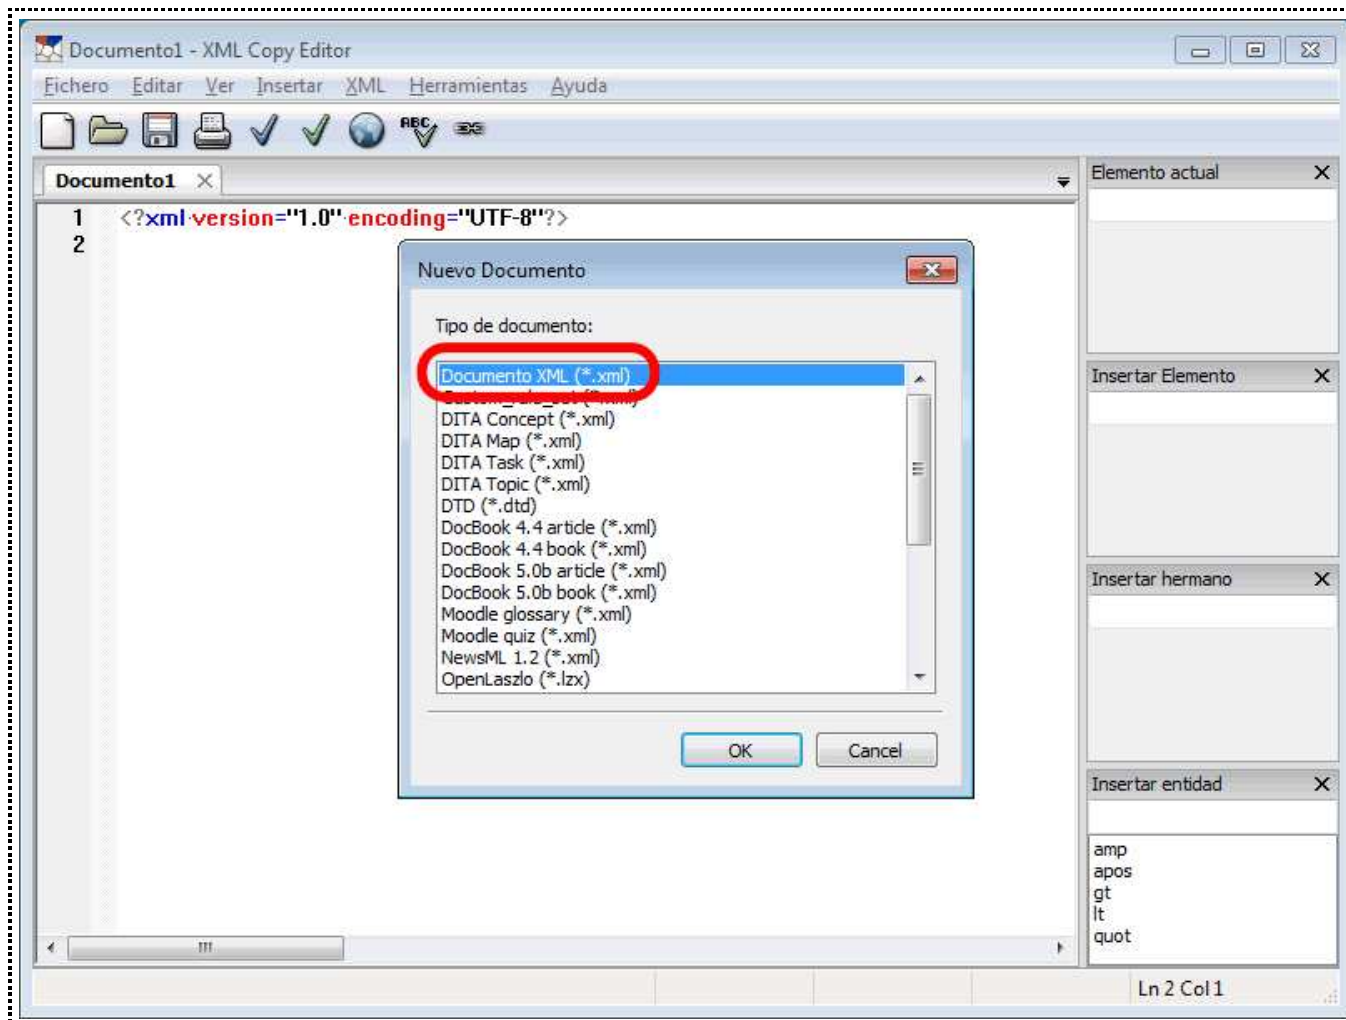 Documento1 - XML Copy Editor
Fichero Editar Ver Insertar XML Herramientas Ayuda
ABC
Documento1
Elemento actual
1 <?xml version="1.0" encoding="UTF-8"?>
2
Nuevo Documento
Tipo de documento:
Documento XML (*.xml)
Custom_rule_set (*.xml)
DITA Concept (*.xml)
DITA Map (*.xml)
DITA Task (*.xml)
DITA Topic (*.xml)
DTD (*.dtd)
DocBook 4.4 article (*.xml)
DocBook 4.4 book (*.xml)
DocBook 5.0b article (*.xml)
DocBook 5.0b book (*.xml)
Moodle glossary (*.xml)
Moodle quiz (*.xml)
NewsML 1.2 (*.xml)
OpenLaszlo (*.lzx)
OK Cancel
Insertar Elemento
Insertar hermano
Insertar entidad
amp
apos
gt
lt
quot
Ln 2 Col 1